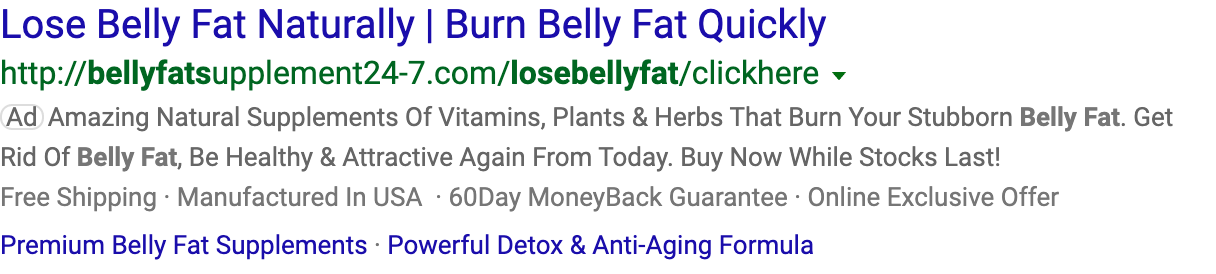 Lose Belly Fat Naturally | Burn Belly Fat Quickly
http://bellyfatsupplement24-7.com/losebellyfat/clickhere
Ad Amazing Natural Supplements Of Vitamins, Plants & Herbs That Burn Your Stubborn Belly Fat. Get
Rid Of Belly Fat, Be Healthy & Attractive Again From Today. Buy Now While Stocks Last!
Free Shipping · Manufactured In USA · 60Day MoneyBack Guarantee · Online Exclusive Offer
Premium Belly Fat Supplements · Powerful Detox & Anti-Aging Formula